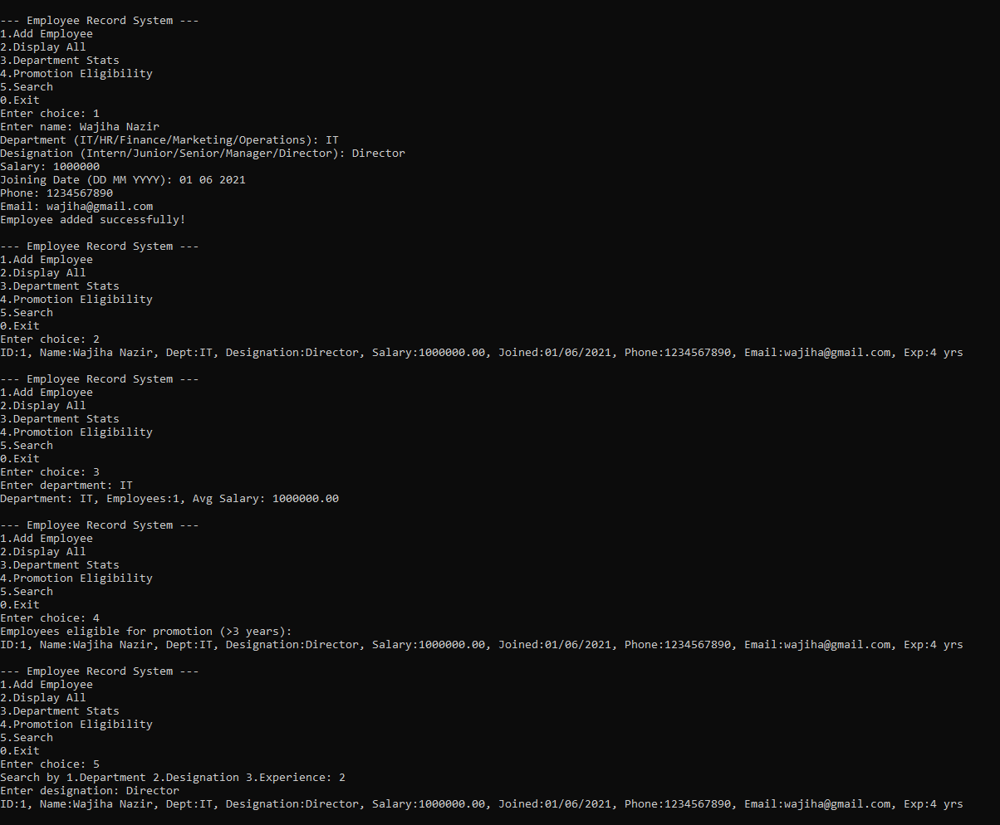 --- Employee Record System ---
1.Add Employee
2.Display All
3.Department Stats
4.Promotion Eligibility
5.Search
0.Exit
Enter choice: 1
Enter name: Wajiha Nazir
Department (IT/HR/Finance/Marketing/Operations): IT
Designation (Intern/Junior/Senior/Manager/Director): Director
Salary: 1000000
Joining Date (DD MM YYYY): 01 06 2021
Phone: 1234567890
Email: wajiha@gmail.com
Employee added successfully!

--- Employee Record System ---
1.Add Employee
2.Display All
3.Department Stats
4.Promotion Eligibility
5.Search
0.Exit
Enter choice: 2
ID:1, Name:Wajiha Nazir, Dept:IT, Designation:Director, Salary:1000000.00, Joined:01/06/2021, Phone:1234567890, Email:wajiha@gmail.com, Exp:4 yrs

--- Employee Record System ---
1.Add Employee
2.Display All
3.Department Stats
4.Promotion Eligibility
5.Search
0.Exit
Enter choice: 3
Enter department: IT
Department: IT, Employees:1, Avg Salary: 1000000.00

--- Employee Record System ---
1.Add Employee
2.Display All
3.Department Stats
4.Promotion Eligibility
5.Search
0.Exit
Enter choice: 4
Employees eligible for promotion (>3 years):
ID:1, Name:Wajiha Nazir, Dept:IT, Designation:Director, Salary:1000000.00, Joined:01/06/2021, Phone:1234567890, Email:wajiha@gmail.com, Exp:4 yrs

--- Employee Record System ---
1.Add Employee
2.Display All
3.Department Stats
4.Promotion Eligibility
5.Search
0.Exit
Enter choice: 5
Search by 1.Department 2.Designation 3.Experience: 2
Enter designation: Director
ID:1, Name:Wajiha Nazir, Dept:IT, Designation:Director, Salary:1000000.00, Joined:01/06/2021, Phone:1234567890, Email:wajiha@gmail.com, Exp:4 yrs